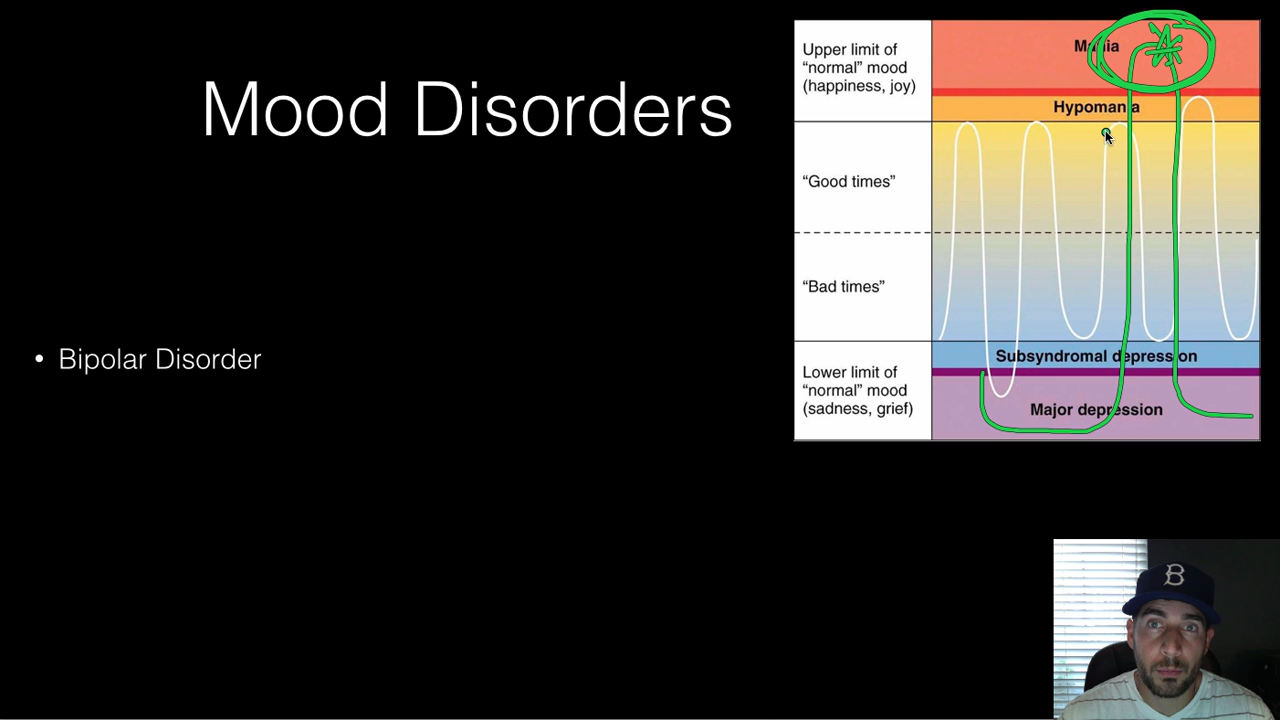 Mood Disorders
• Bipolar Disorder
Upper limit of
“normal” mood
(happiness, joy)
“Good times”
“Bad times”
Lower limit of
“normal” mood
(sadness, grief)
Mania
Hypomania
Subsyndromal depression
Major depression
B